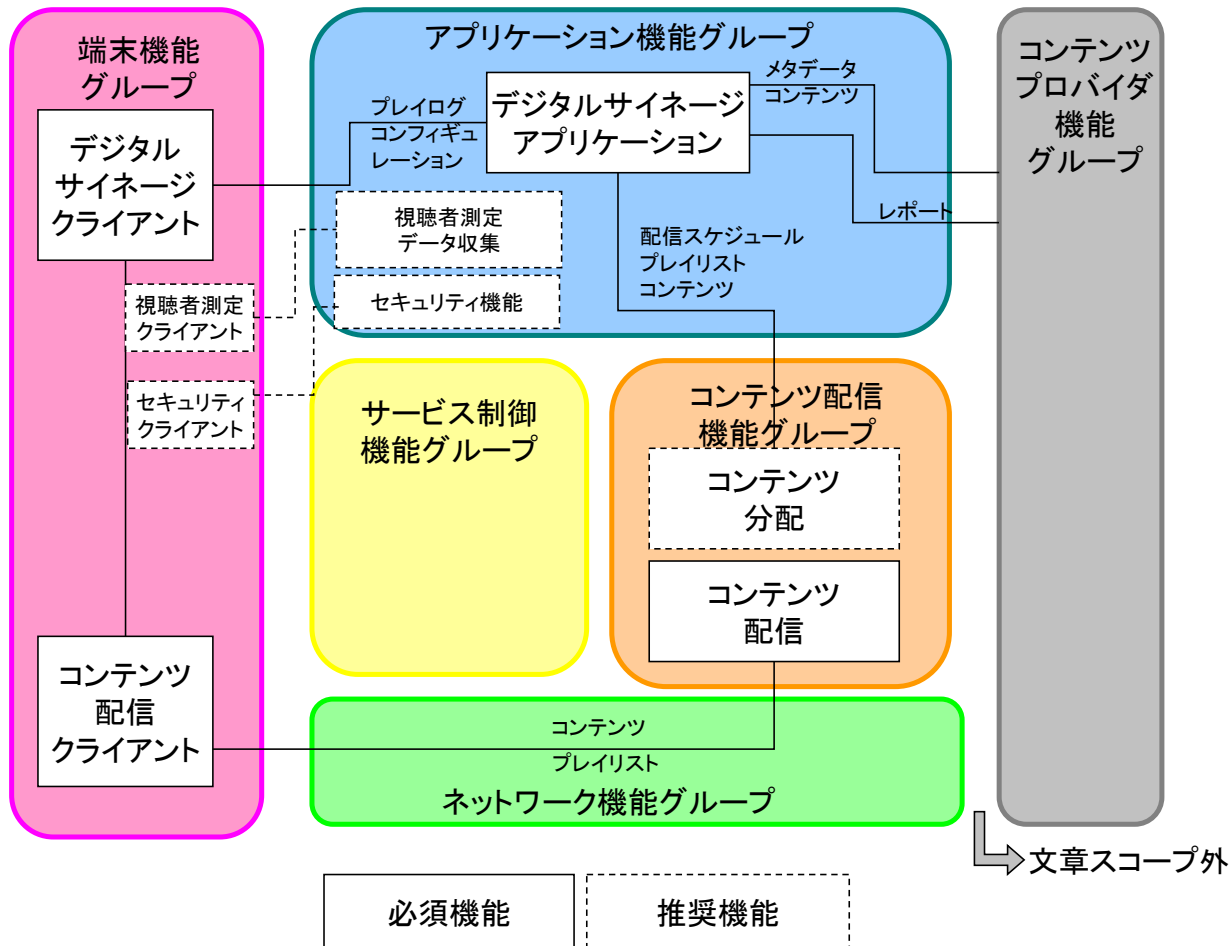 端末機能
グループ
デジタル
サイネージ
クライアント
視聴者測定
クライアント
セキュリティ
クライアント
コンテンツ
配信
クライアント
アプリケーション機能グループ
デジタルサイネージ
アプリケーション
プレイログ
コンフィギュ
レーション
メタデータ
コンテンツ
レポート
視聴者測定
データ収集
セキュリティ機能
配信スケジュール
プレイリスト
コンテンツ
サービス制御
機能グループ
コンテンツ配信
機能グループ
コンテンツ
分配
コンテンツ
配信
コンテンツ
プレイリスト
ネットワーク機能グループ
コンテンツ
プロバイダ
機能
グループ
文章スコープ外
必須機能
推奨機能